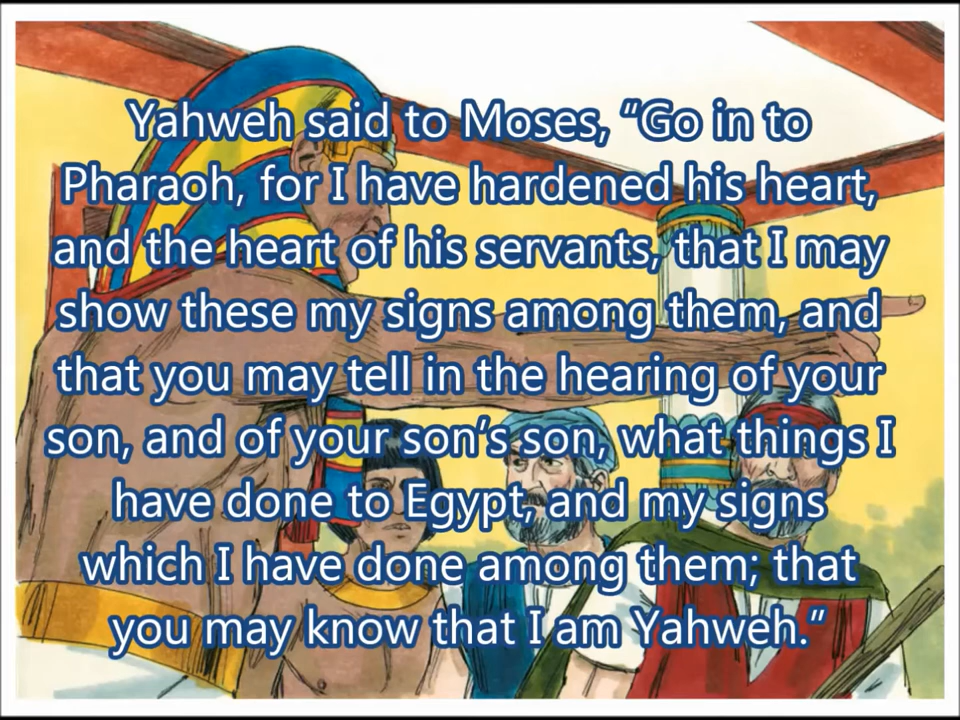 Yahweh said to Moses, “Go in to
Pharaoh, for I have hardened his heart,
and the heart of his servants, that I may
show these my signs among them, and
that you may tell in the hearing of your
son, and of your son’s son, what things I
have done to Egypt, and my signs
which I have done among them; that
you may know that I am Yahweh.”